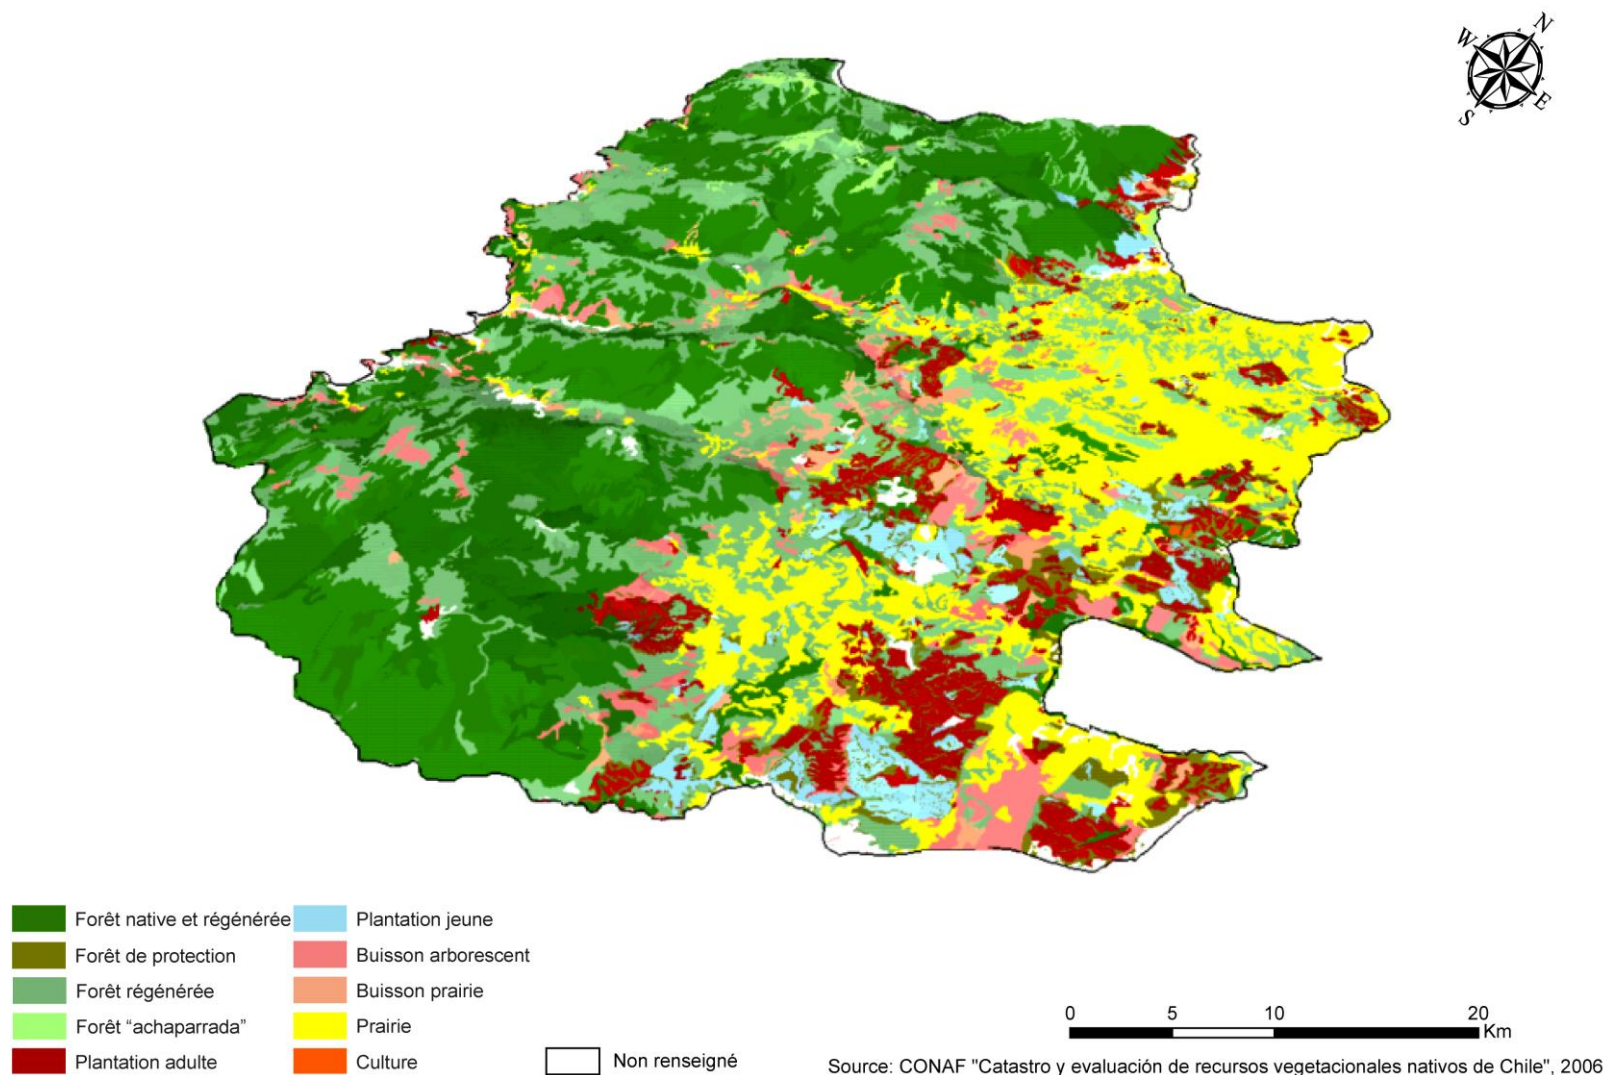 N
W
E
S
Forêt native et régénérée
Forêt de protection
Forêt régénérée
Forêt “achaparrada”
Plantation adulte
Plantation jeune
Buisson arborescent
Buisson prairie
Prairie
Culture
Non renseigné
0 5 10 20
Km
Source: CONAF "Catastro y evaluación de recursos vegetacionales nativos de Chile", 2006